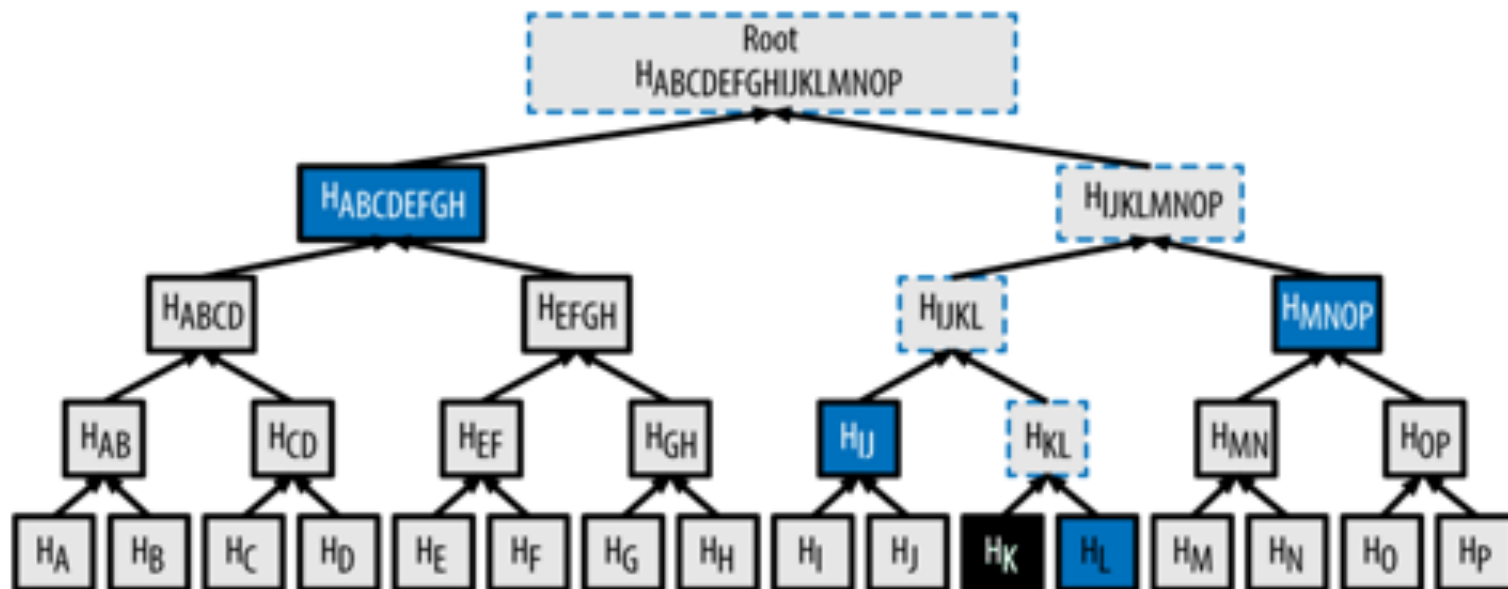 Root
HABCDEFGHIJKLMNOP
HABCDEFGH HIJKLMNOP
HABCD HEFGH HIJKL HMNOP
HAB HCD HEF HGH HIJ HKL HMN HOP
HA HB HC HD HE HF HG HH HI HJ HK HL HM HN HO HP